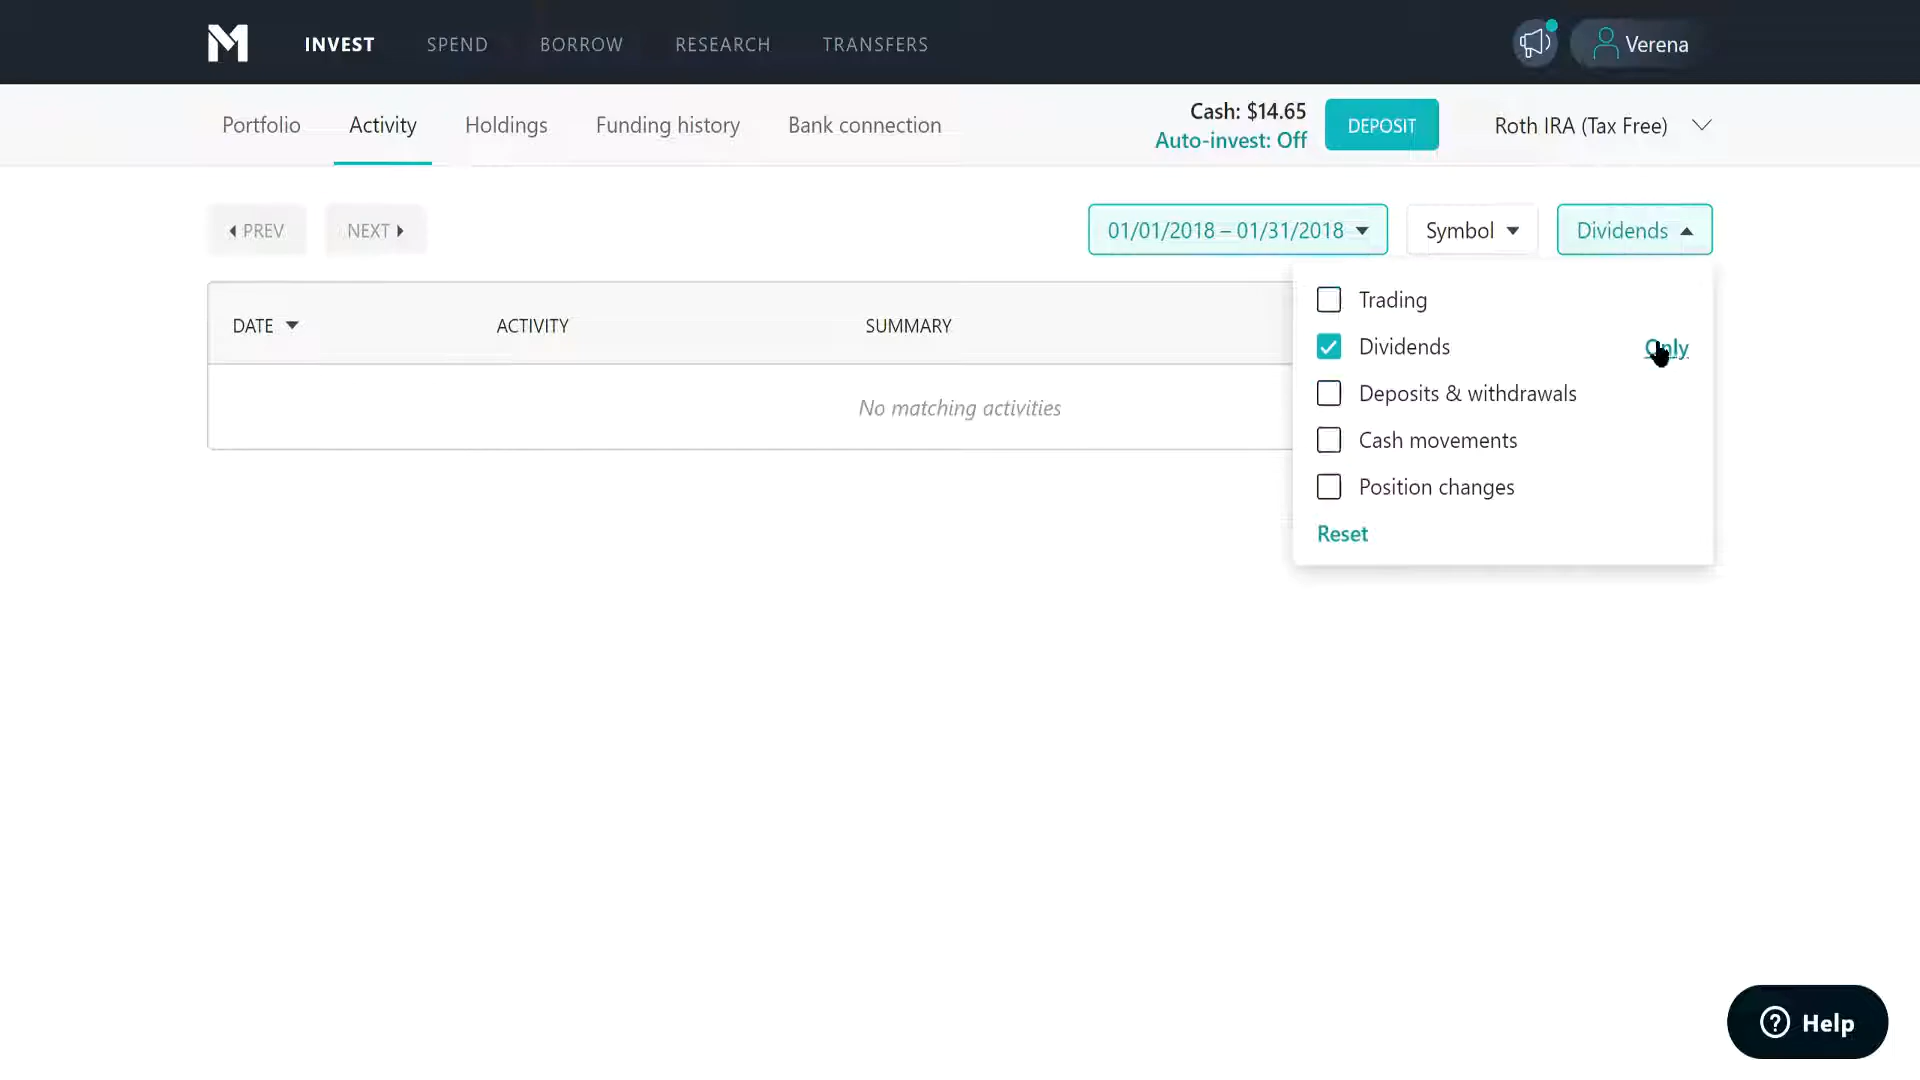 INVEST SPEND BORROW RESEARCH TRANSFERS Verena
Portfolio Activity Holdings Funding history Bank connection
Cash: $14.65
Auto-invest: Off
DEPOSIT
Roth IRA (Tax Free)
PREV NEXT 01/01/2018 – 01/31/2018 Symbol Dividends
DATE ACTIVITY SUMMARY
No matching activities
Trading
Dividends Only
Deposits & withdrawals
Cash movements
Position changes
Reset
Help